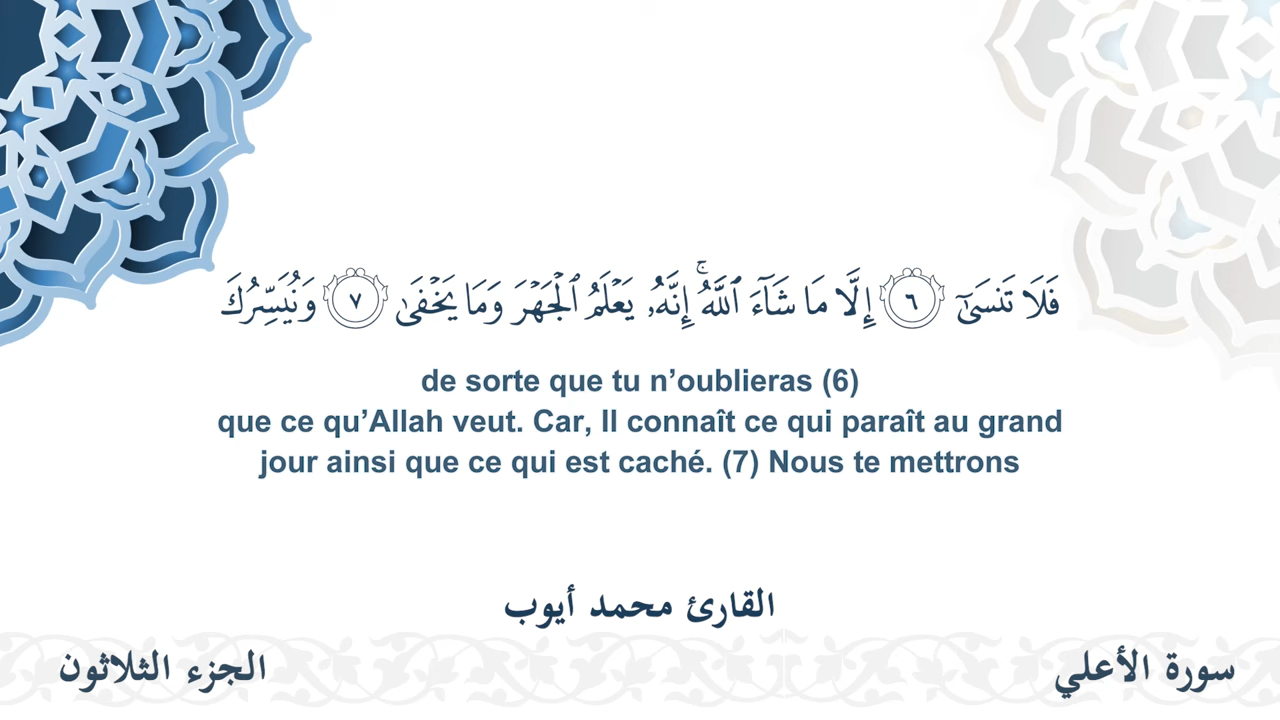 فَلَا تَنسَىٰٓ ٦ إِلَّا مَا شَآءَ ٱللَّهُۚ إِنَّهُۥ يَعۡلَمُ ٱلۡجَهۡرَ وَمَا يَخۡفَىٰ ٧ وَنُيَسِّرُكَ
de sorte que tu n’oublieras (6)
que ce qu’Allah veut. Car, Il connaît ce qui paraît au grand
jour ainsi que ce qui est caché. (7) Nous te mettrons
القارئ محمد أيوب
سورة الأعلي
الجزء الثلاثون